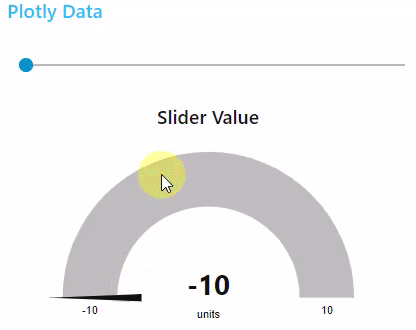 Plotly Data
Slider Value
-10
-10
10
units